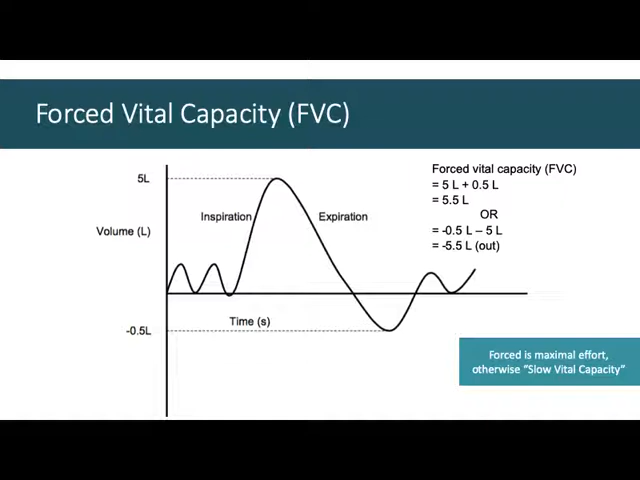 Forced Vital Capacity (FVC)
Forced vital capacity (FVC)
= 5 L + 0.5 L
= 5.5 L
OR
= -0.5 L – 5 L
= -5.5 L (out)
5L
Inspiration
Expiration
Volume (L)
Time (s)
-0.5L
Forced is maximal effort,
otherwise “Slow Vital Capacity”